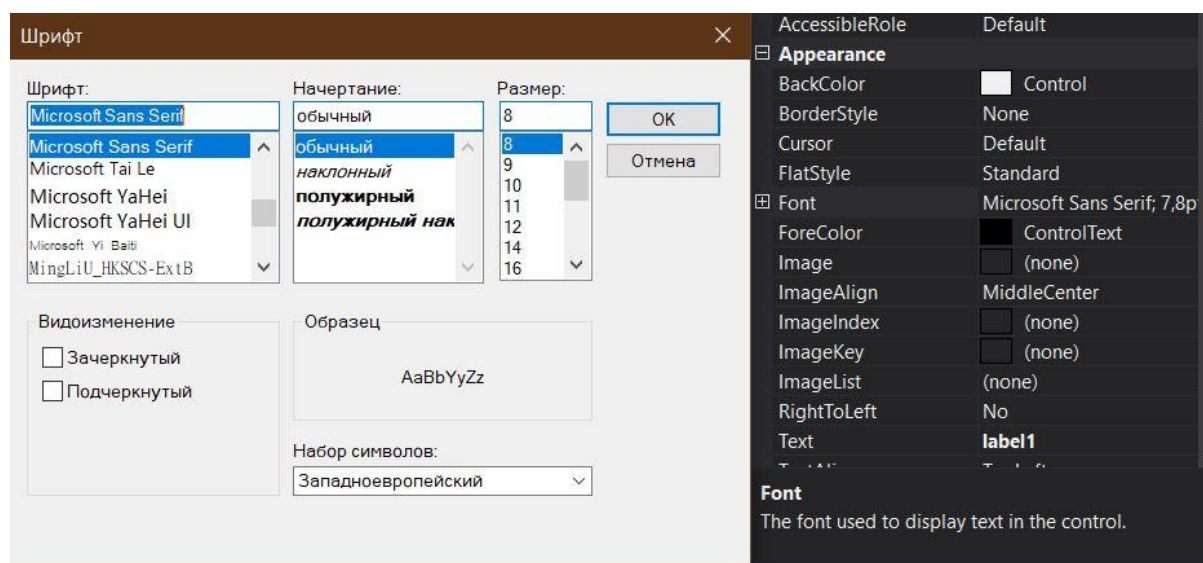 Шрифт
Шрифт:
Microsoft Sans Serif
Microsoft Sans Serif
Microsoft Tai Le
Microsoft YaHei
Microsoft YaHei UI
Microsoft Yi Baiti
MingLiU_HKSCS-ExtB
Начертание:
обычный
обычный
наклонный
полужирный
полужирный нак
Размер:
8
8
9
10
11
12
14
16
OK
Отмена
Видоизменение
Зачеркнутый
Подчеркнутый
Образец
AaBbYyZz
Набор символов:
Западноевропейский
AccessibleRole Default
Appearance
BackColor Control
BorderStyle None
Cursor Default
FlatStyle Standard
Font Microsoft Sans Serif; 7,8p
ForeColor ControlText
Image (none)
ImageAlign MiddleCenter
ImageIndex (none)
ImageKey (none)
ImageList (none)
RightToLeft No
Text label1
Font
The font used to display text in the control.